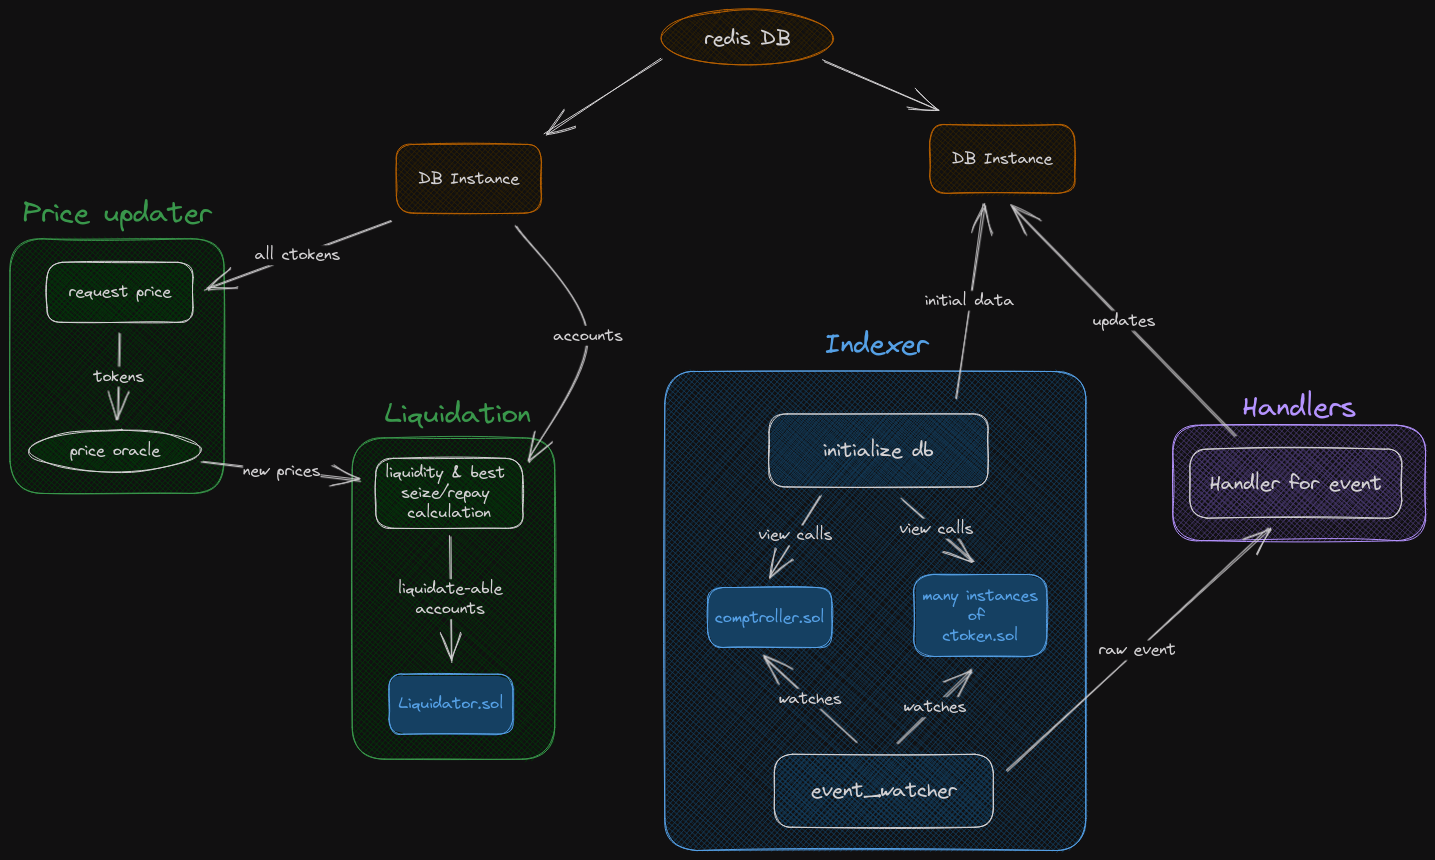 redis DB
DB Instance
DB Instance
Price updater
all ctokens
request price
tokens
price oracle
new prices
accounts
Liquidation
liquidity & best
seize/repay
calculation
liquidate-able
accounts
Liquidator.sol
initial data
updates
Indexer
initialize db
view calls
view calls
comptroller.sol
many instances
of
ctoken.sol
watches
watches
event_watcher
Handlers
Handler for event
raw event